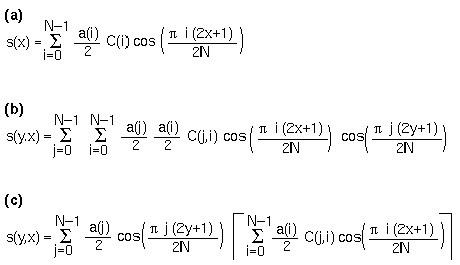 (a)
s(x) = Σ_{i=0}^{N–1} a(i)/2 C(i) cos ( π i (2x+1)/2N )
(b)
s(y.x) = Σ_{j=0}^{N–1} Σ_{i=0}^{N–1} a(j)/2 a(i)/2 C(j,i) cos( π i (2x+1)/2N ) cos( π j (2y+1)/2N )
(c)
s(y,x) = Σ_{j=0}^{N–1} a(j)/2 cos( π j (2y+1)/2N ) [ Σ_{i=0}^{N–1} a(i)/2 C(j,i) cos( π i (2x+1)/2N ) ]